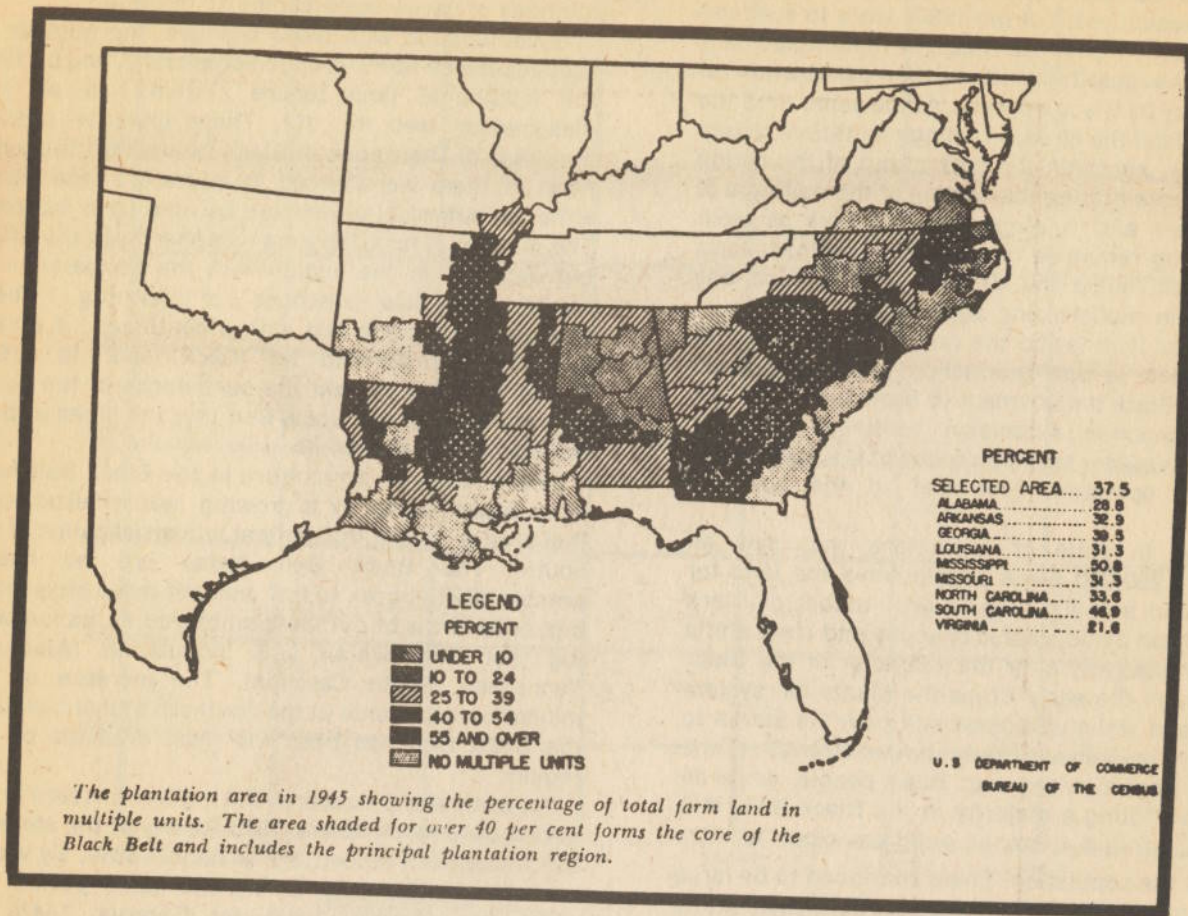 PERCENT
SELECTED AREA.... 37.5
ALABAMA.......... 28.8
ARKANSAS......... 32.9
GEORGIA.......... 39.5
LOUISIANA........ 31.3
MISSISSIPPI...... 50.8
MISSOURI......... 31.3
NORTH CAROLINA... 33.6
SOUTH CAROLINA... 46.9
VIRGINIA......... 21.6
LEGEND
PERCENT
UNDER 10
10 TO 24
25 TO 39
40 TO 54
55 AND OVER
NO MULTIPLE UNITS
U.S DEPARTMENT OF COMMERCE
BUREAU OF THE CENSUS
The plantation area in 1945 showing the percentage of total farm land in
multiple units. The area shaded for over 40 per cent forms the core of the
Black Belt and includes the principal plantation region.